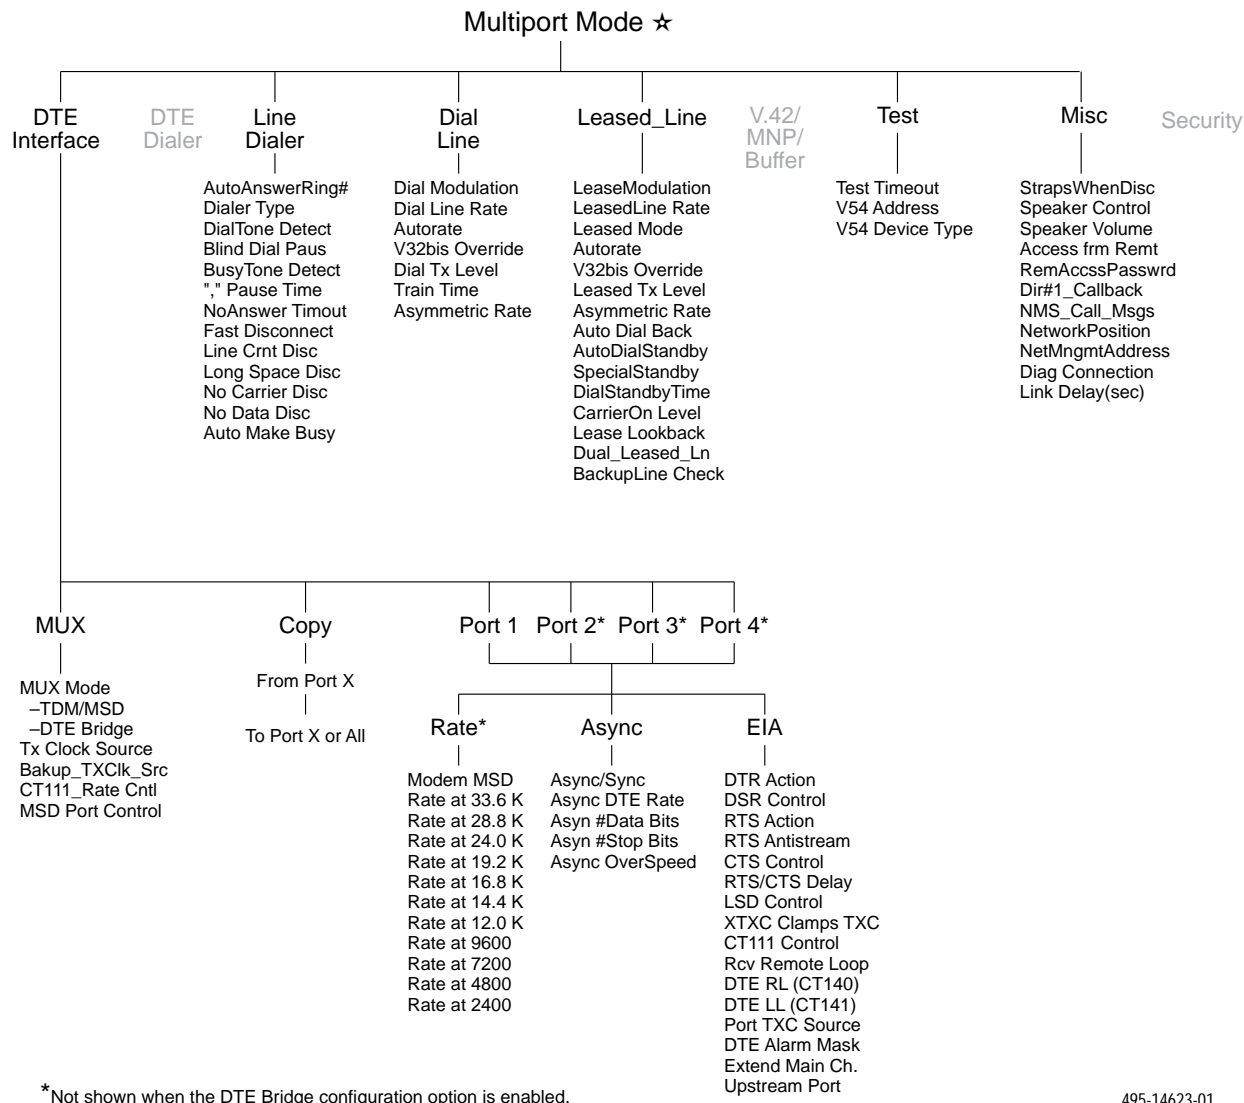 Multiport Mode ☆
DTE
Interface
DTE
Dialer
Line
Dialer
Dial
Line
Leased_Line
V.42/
MNP/
Buffer
Test
Misc
Security
AutoAnswerRing#
Dialer Type
DialTone Detect
Blind Dial Paus
BusyTone Detect
"," Pause Time
NoAnswer Timout
Fast Disconnect
Line Crnt Disc
Long Space Disc
No Carrier Disc
No Data Disc
Auto Make Busy
Dial Modulation
Dial Line Rate
Autorate
V32bis Override
Dial Tx Level
Train Time
Asymmetric Rate
LeaseModulation
LeasedLine Rate
Leased Mode
Autorate
V32bis Override
Leased Tx Level
Asymmetric Rate
Auto Dial Back
AutoDialStandby
SpecialStandby
DialStandbyTime
CarrierOn Level
Lease Lookback
Dual_Leased_Ln
BackupLine Check
Test Timeout
V54 Address
V54 Device Type
StrapsWhenDisc
Speaker Control
Speaker Volume
Access frm Remt
RemAccssPasswrd
Dir#1_Callback
NMS_Call_Msgs
NetworkPosition
NetMngmtAddress
Diag Connection
Link Delay(sec)
MUX
Copy
Port 1
Port 2*
Port 3*
Port 4*
MUX Mode
–TDM/MSD
–DTE Bridge
Tx Clock Source
Bakup_TXClk_Src
CT111_Rate Cntl
MSD Port Control
From Port X
To Port X or All
Rate*
Async
EIA
Modem MSD
Rate at 33.6 K
Rate at 28.8 K
Rate at 24.0 K
Rate at 19.2 K
Rate at 16.8 K
Rate at 14.4 K
Rate at 12.0 K
Rate at 9600
Rate at 7200
Rate at 4800
Rate at 2400
Async/Sync
Async DTE Rate
Asyn #Data Bits
Asyn #Stop Bits
Async OverSpeed
DTR Action
DSR Control
RTS Action
RTS Antistream
CTS Control
RTS/CTS Delay
LSD Control
XTXC Clamps TXC
CT111 Control
Rcv Remote Loop
DTE RL (CT140)
DTE LL (CT141)
Port TXC Source
DTE Alarm Mask
Extend Main Ch.
Upstream Port
*Not shown when the DTE Bridge configuration option is enabled.
495-14623-01